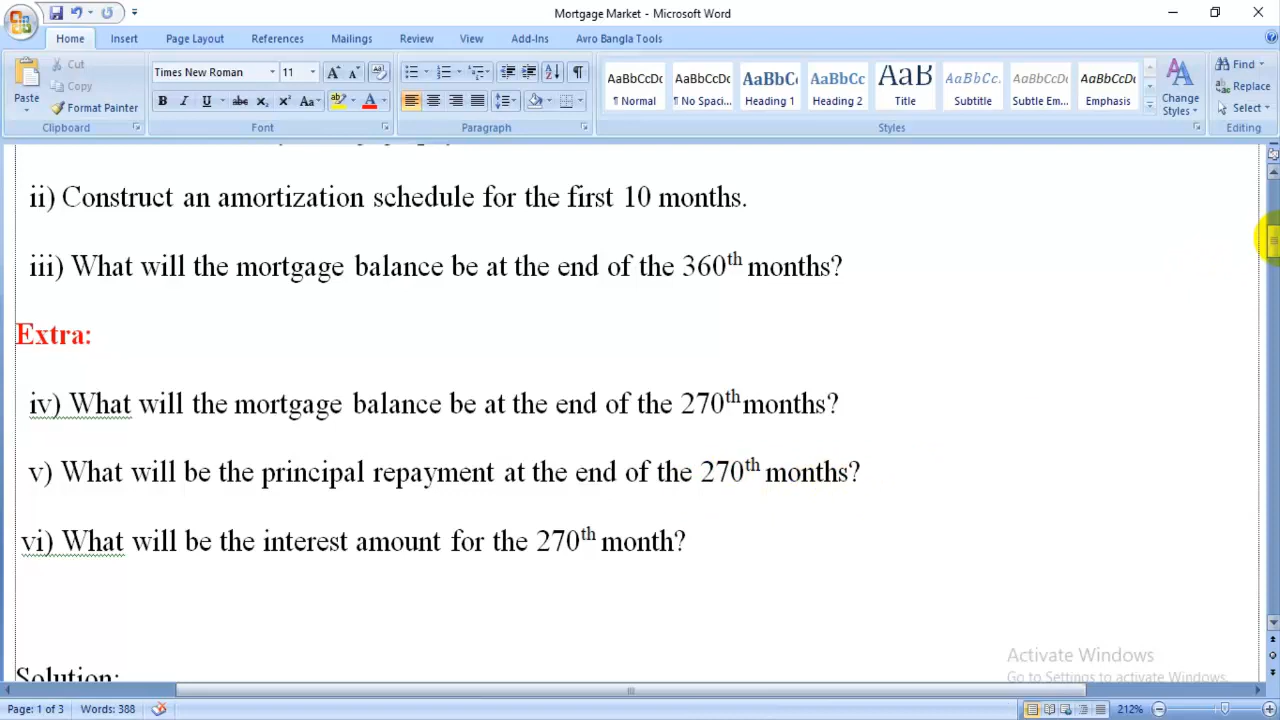 Mortgage Market - Microsoft Word
Home Insert Page Layout References Mailings Review View Add-Ins Avro Bangla Tools
Cut
Copy
Paste
Format Painter
Times New Roman 11
AaBbCcDc AaBbCcDc AaBbCc AaBbCc AaB AaBbCc. AaBbCcDc AaBbCcDc
¶ Normal ¶ No Spaci... Heading 1 Heading 2 Title Subtitle Subtle Em... Emphasis
Change Styles
Find
Replace
Select
Clipboard Font Paragraph Styles Editing
ii) Construct an amortization schedule for the first 10 months.
iii) What will the mortgage balance be at the end of the 360th months?
Extra:
iv) What will the mortgage balance be at the end of the 270th months?
v) What will be the principal repayment at the end of the 270th months?
vi) What will be the interest amount for the 270th month?
Solution:
Activate Windows
Go to Settings to activate Windows.
Page: 1 of 3 Words: 388 212%